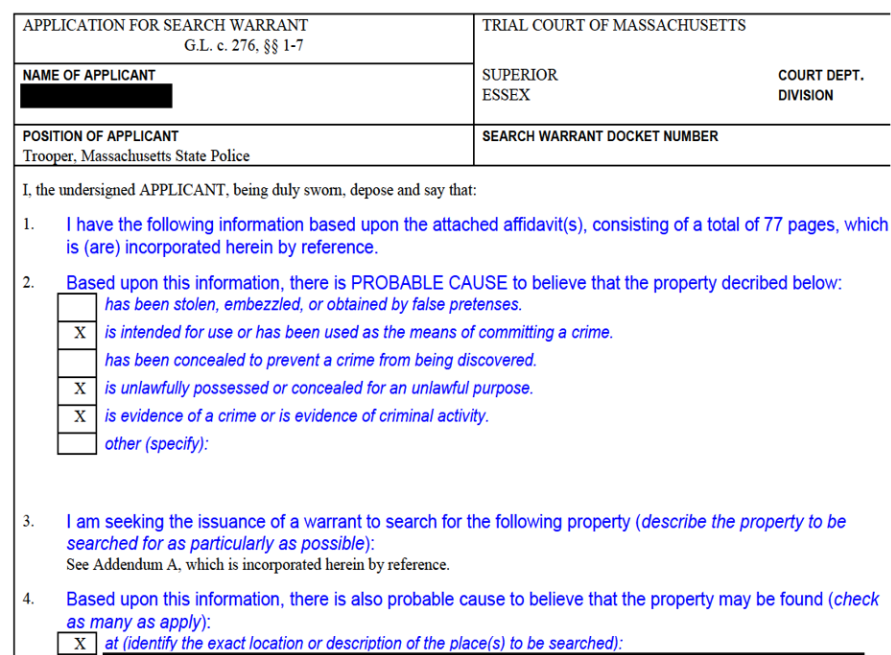 APPLICATION FOR SEARCH WARRANT
G.L. c. 276, §§ 1-7
TRIAL COURT OF MASSACHUSETTS
NAME OF APPLICANT
SUPERIOR COURT DEPT.
ESSEX DIVISION
POSITION OF APPLICANT
Trooper, Massachusetts State Police
SEARCH WARRANT DOCKET NUMBER
I, the undersigned APPLICANT, being duly sworn, depose and say that:
1. I have the following information based upon the attached affidavit(s), consisting of a total of 77 pages, which
is (are) incorporated herein by reference.
2. Based upon this information, there is PROBABLE CAUSE to believe that the property decribed below:
has been stolen, embezzled, or obtained by false pretenses.
X is intended for use or has been used as the means of committing a crime.
has been concealed to prevent a crime from being discovered.
X is unlawfully possessed or concealed for an unlawful purpose.
X is evidence of a crime or is evidence of criminal activity.
other (specify):
3. I am seeking the issuance of a warrant to search for the following property (describe the property to be
searched for as particularly as possible):
See Addendum A, which is incorporated herein by reference.
4. Based upon this information, there is also probable cause to believe that the property may be found (check
as many as apply):
X at (identify the exact location or description of the place(s) to be searched):